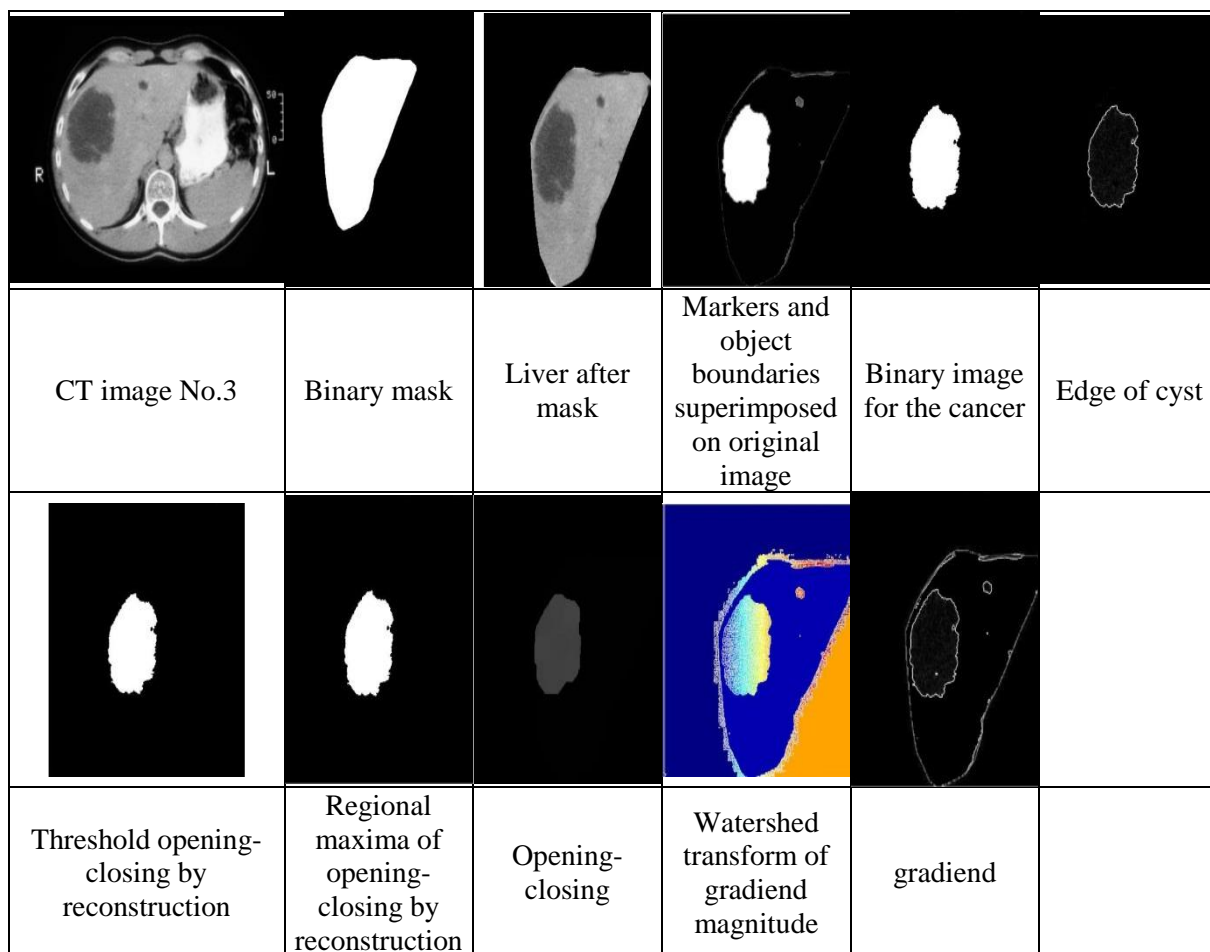 50
0
R
L
CT image No.3
Binary mask
Liver after
mask
Markers and
object
boundaries
superimposed
on original
image
Binary image
for the cancer
Edge of cyst
Threshold opening-
closing by
reconstruction
Regional
maxima of
opening-
closing by
reconstruction
Opening-
closing
Watershed
transform of
gradiend
magnitude
gradiend